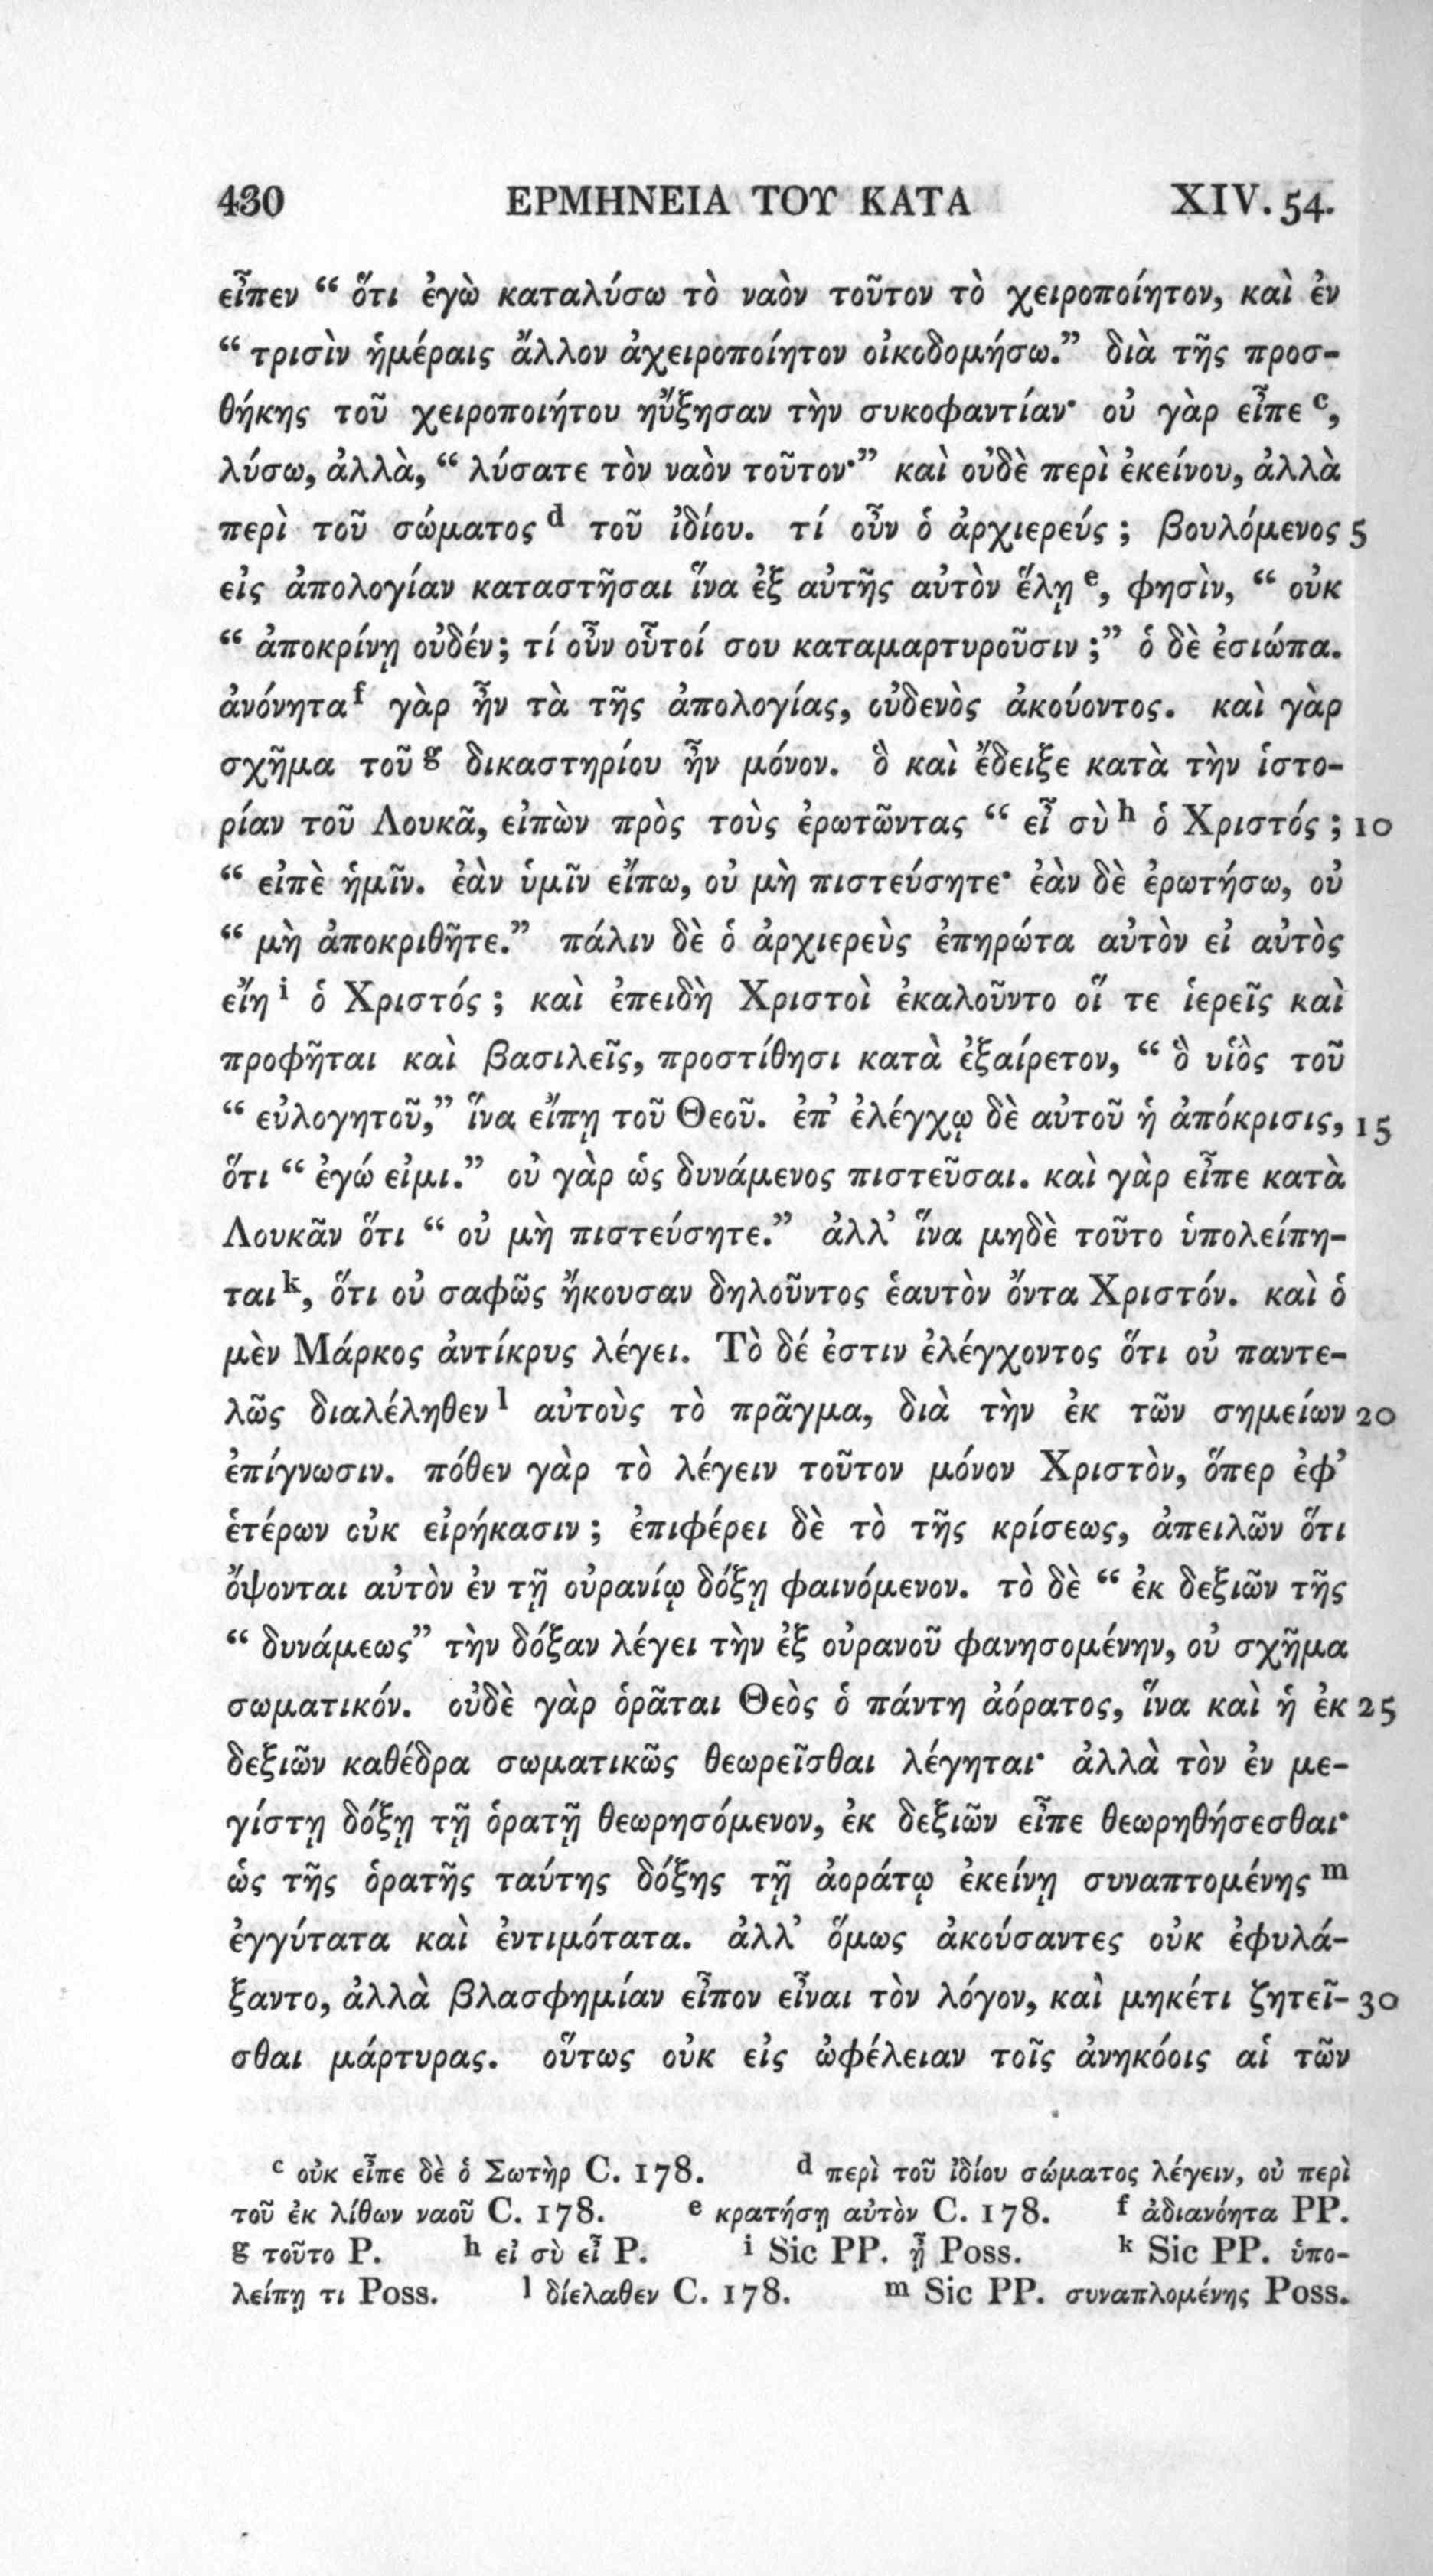 430 ΕΡΜΗΝΕΙΑ ΤΟΥ ΚΑΤΑ XIV. 54.
εἶπεν “ ὅτι ἐγὼ καταλύσω τὸ ναὸν τοῦτον τὸ χειροποίητον, καὶ ἐν
“ τρισὶν ἡμέραις ἄλλον ἀχειροποίητον οἰκοδομήσω.” διὰ τῆς προσ-
θήκης τοῦ χειροποιήτου ηὔξησαν τὴν συκοφαντίαν· οὐ γὰρ εἶπε c,
λύσω, ἀλλὰ, “ λύσατε τὸν ναὸν τοῦτον·” καὶ οὐδὲ περὶ ἐκείνου, ἀλλὰ
περὶ τοῦ σώματος d τοῦ ἰδίου. τί οὖν ὁ ἀρχιερεύς ; βουλόμενος 5
εἰς ἀπολογίαν καταστῆσαι ἵνα ἐξ αὐτῆς αὐτὸν ἕλῃ e, φησὶν, “ οὐκ
“ ἀποκρίνῃ οὐδέν; τί οὖν οὗτοί σου καταμαρτυροῦσιν ;” ὁ δὲ ἐσιώπα.
ἀνόνητα f γὰρ ἦν τὰ τῆς ἀπολογίας, οὐδενὸς ἀκούοντος. καὶ γὰρ
σχῆμα τοῦ g δικαστηρίου ἦν μόνον. ὃ καὶ ἔδειξε κατὰ τὴν ἱστο-
ρίαν τοῦ Λουκᾶ, εἰπὼν πρὸς τοὺς ἐρωτῶντας “ εἶ σὺ h ὁ Χριστός ; 10
“ εἰπὲ ἡμῖν. ἐὰν ὑμῖν εἴπω, οὐ μὴ πιστεύσητε· ἐὰν δὲ ἐρωτήσω, οὐ
“ μὴ ἀποκριθῆτε.” πάλιν δὲ ὁ ἀρχιερεὺς ἐπηρώτα αὐτὸν εἰ αὐτὸς
εἴη i ὁ Χριστός ; καὶ ἐπειδὴ Χριστοὶ ἐκαλοῦντο οἵ τε ἱερεῖς καὶ
προφῆται καὶ βασιλεῖς, προστίθησι κατὰ ἐξαίρετον, “ ὃ υἱὸς τοῦ
“ εὐλογητοῦ,” ἵνα εἴπῃ τοῦ Θεοῦ. ἐπ’ ἐλέγχῳ δὲ αὐτοῦ ἡ ἀπόκρισις, 15
ὅτι “ ἐγώ εἰμι.” οὐ γὰρ ὡς δυνάμενος πιστεῦσαι. καὶ γὰρ εἶπε κατὰ
Λουκᾶν ὅτι “ οὐ μὴ πιστεύσητε.” ἀλλ’ ἵνα μηδὲ τοῦτο ὑπολείπη-
ται k, ὅτι οὐ σαφῶς ἤκουσαν δηλοῦντος ἑαυτὸν ὄντα Χριστόν. καὶ ὁ
μὲν Μάρκος ἀντίκρυς λέγει. Τὸ δέ ἐστιν ἐλέγχοντος ὅτι οὐ παντε-
λῶς διαλέληθεν l αὐτοὺς τὸ πρᾶγμα, διὰ τὴν ἐκ τῶν σημείων 20
ἐπίγνωσιν. πόθεν γὰρ τὸ λέγειν τοῦτον μόνον Χριστὸν, ὅπερ ἐφ’
ἑτέρων οὐκ εἰρήκασιν ; ἐπιφέρει δὲ τὸ τῆς κρίσεως, ἀπειλῶν ὅτι
ὄψονται αὐτὸν ἐν τῇ οὐρανίῳ δόξῃ φαινόμενον. τὸ δὲ “ ἐκ δεξιῶν τῆς
“ δυνάμεως” τὴν δόξαν λέγει τὴν ἐξ οὐρανοῦ φανησομένην, οὐ σχῆμα
σωματικόν. οὐδὲ γὰρ ὁρᾶται Θεὸς ὁ πάντη ἀόρατος, ἵνα καὶ ἡ ἐκ 25
δεξιῶν καθέδρα σωματικῶς θεωρεῖσθαι λέγηται· ἀλλὰ τὸν ἐν με-
γίστῃ δόξῃ τῇ ὁρατῇ θεωρησόμενον, ἐκ δεξιῶν εἶπε θεωρηθήσεσθαι·
ὡς τῆς ὁρατῆς ταύτης δόξης τῇ ἀοράτῳ ἐκείνῃ συναπτομένης m
ἐγγύτατα καὶ ἐντιμότατα. ἀλλ’ ὅμως ἀκούσαντες οὐκ ἐφυλά-
ξαντο, ἀλλὰ βλασφημίαν εἶπον εἶναι τὸν λόγον, καὶ μηκέτι ζητεῖ- 30
σθαι μάρτυρας. οὕτως οὐκ εἰς ὠφέλειαν τοῖς ἀνηκόοις αἱ τῶν
c οὐκ εἶπε δὲ ὁ Σωτὴρ C. 178. d περὶ τοῦ ἰδίου σώματος λέγειν, οὐ περὶ
τοῦ ἐκ λίθων ναοῦ C. 178. e κρατήσῃ αὐτὸν C. 178. f ἀδιανόητα PP.
g τοῦτο P. h εἰ σὺ εἶ P. i Sic PP. ᾖ Poss. k Sic PP. ὑπο-
λείπῃ τι Poss. l δίελαθεν C. 178. m Sic PP. συναπλομένης Poss.